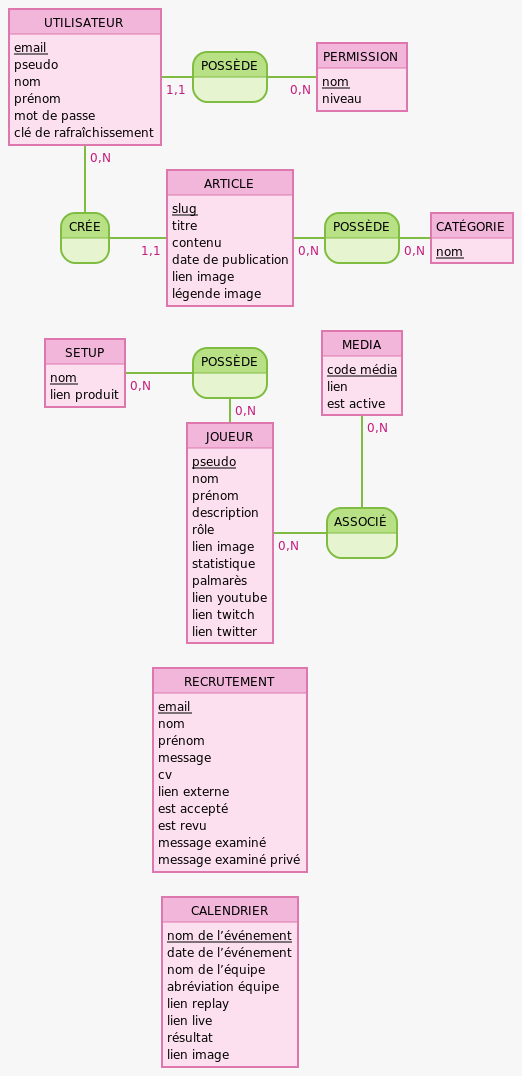 UTILISATEUR
email
pseudo
nom
prénom
mot de passe
clé de rafraîchissement
POSSÈDE
1,1
0,N
PERMISSION
nom
niveau
0,N
CRÉE
1,1
ARTICLE
slug
titre
contenu
date de publication
lien image
légende image
0,N
POSSÈDE
0,N
CATÉGORIE
nom
SETUP
nom
lien produit
0,N
POSSÈDE
0,N
MEDIA
code média
lien
est active
0,N
JOUEUR
pseudo
nom
prénom
description
rôle
lien image
statistique
palmarès
lien youtube
lien twitch
lien twitter
0,N
ASSOCIÉ
RECRUTEMENT
email
nom
prénom
message
cv
lien externe
est accepté
est revu
message examiné
message examiné privé
CALENDRIER
nom de l’événement
date de l’événement
nom de l’équipe
abréviation équipe
lien replay
lien live
résultat
lien image